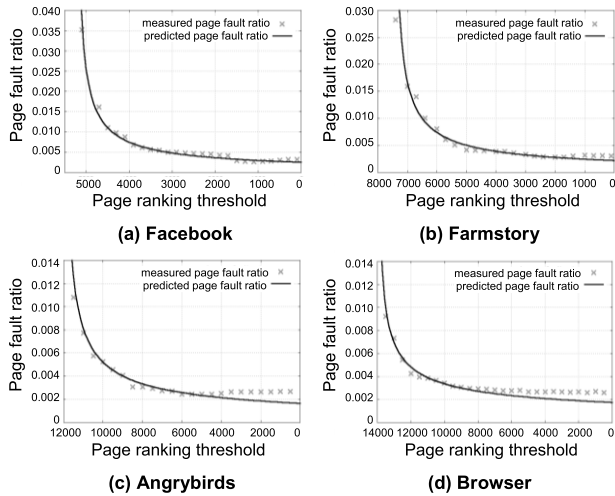 0.040
0.035
0.030
0.025
0.020
0.015
0.010
0.005
0
Page fault ratio
measured page fault ratio
predicted page fault ratio
5000 4000 3000 2000 1000 0
Page ranking threshold
(a) Facebook
0.030
0.025
0.020
0.015
0.010
0.005
0
Page fault ratio
measured page fault ratio
predicted page fault ratio
8000 7000 6000 5000 4000 3000 2000 1000 0
Page ranking threshold
(b) Farmstory
0.014
0.012
0.010
0.008
0.006
0.004
0.002
0
Page fault ratio
measured page fault ratio
predicted page fault ratio
12000 10000 8000 6000 4000 2000 0
Page ranking threshold
(c) Angrybirds
0.014
0.012
0.010
0.008
0.006
0.004
0.002
0
Page fault ratio
measured page fault ratio
predicted page fault ratio
14000 12000 10000 8000 6000 4000 2000 0
Page ranking threshold
(d) Browser